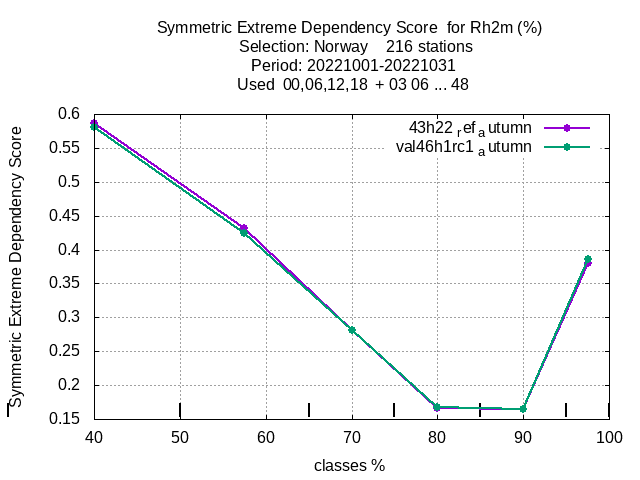 Symmetric Extreme Dependency Score  for Rh2m (%)
Selection: Norway    216 stations
Period: 20221001-20221031
Used  00,06,12,18  + 03 06 ... 48
43h22 ref autumn
val46h1rc1 autumn
Symmetric Extreme Dependency Score
0.6
0.55
0.5
0.45
0.4
0.35
0.3
0.25
0.2
0.15
40 50 60 70 80 90 100
classes %